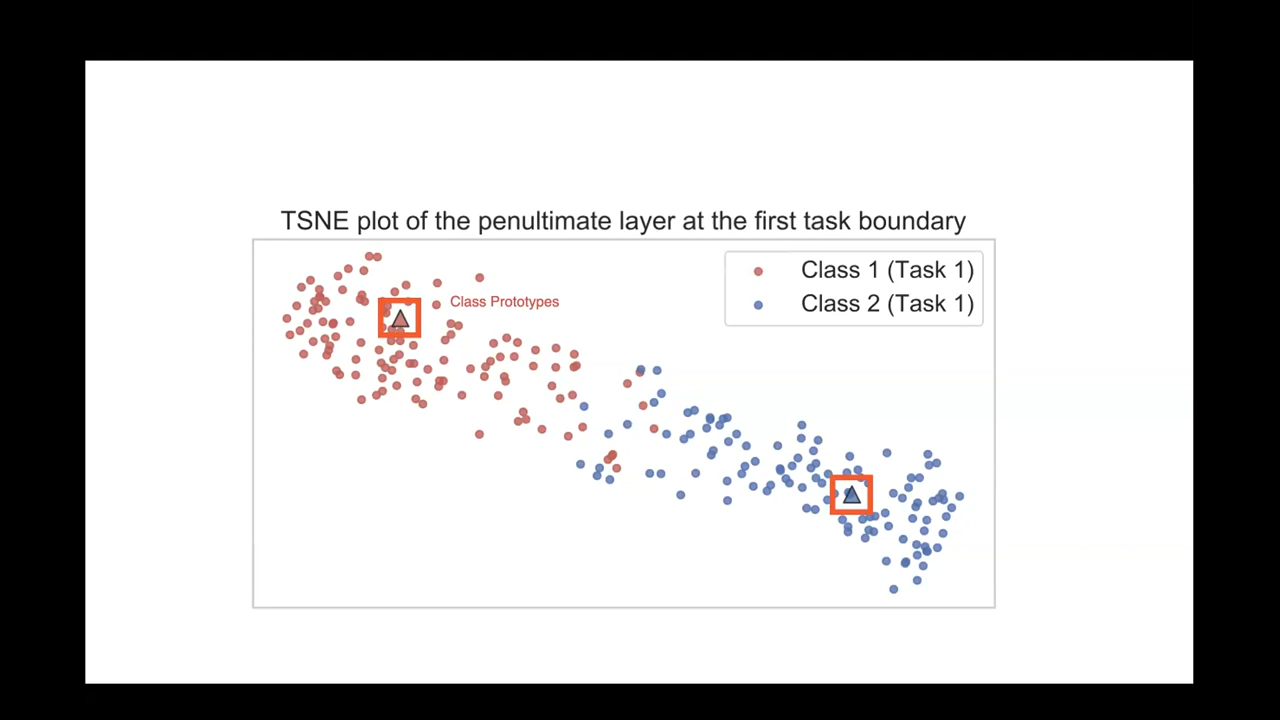 TSNE plot of the penultimate layer at the first task boundary
Class 1 (Task 1)
Class 2 (Task 1)
Class Prototypes